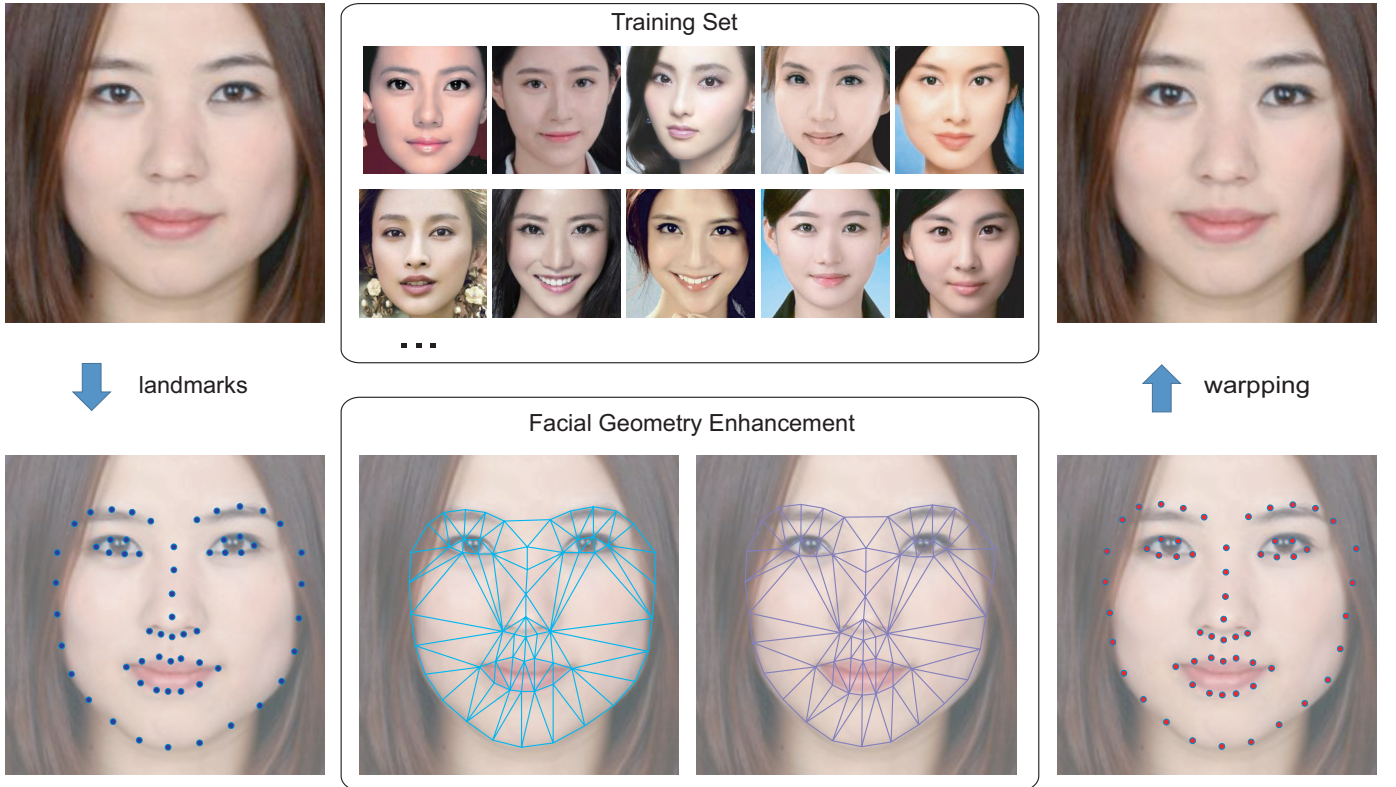 Training Set
...
landmarks
warpping
Facial Geometry Enhancement